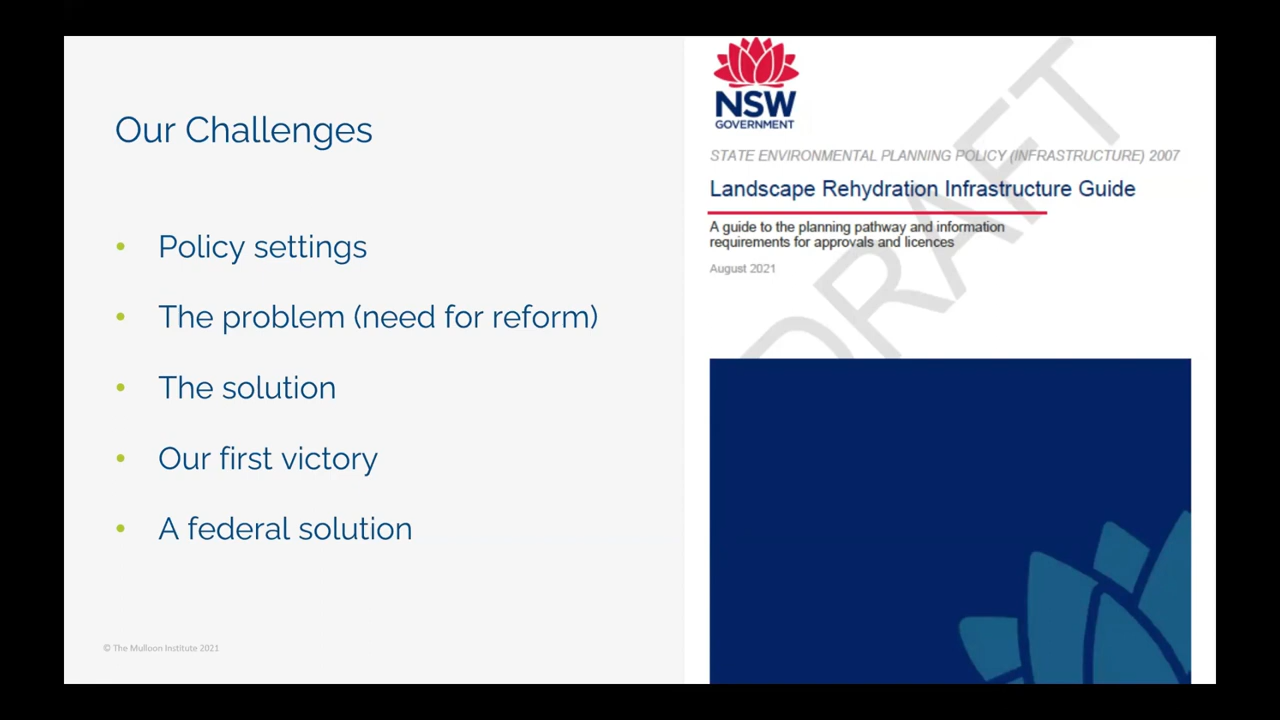 Our Challenges
• Policy settings
• The problem (need for reform)
• The solution
• Our first victory
• A federal solution
© The Mulloon Institute 2021
NSW
GOVERNMENT
STATE ENVIRONMENTAL PLANNING POLICY (INFRASTRUCTURE) 2007
Landscape Rehydration Infrastructure Guide
A guide to the planning pathway and information
requirements for approvals and licences
August 2021
DRAFT